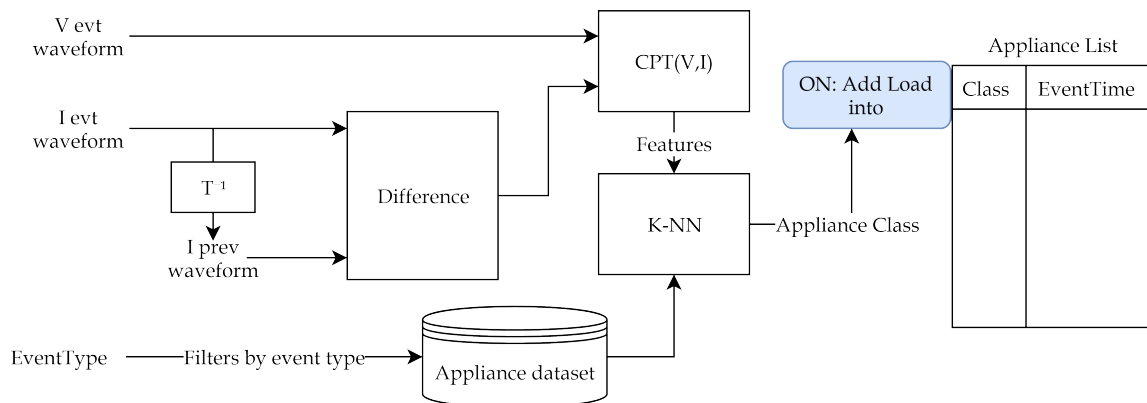 V evt
waveform
CPT(V,I)
Appliance List
ON: Add Load
into
Class
EventTime
I evt
waveform
Features
T⁻¹
Difference
K-NN
Appliance Class
I prev
waveform
EventType
Filters by event type
Appliance dataset